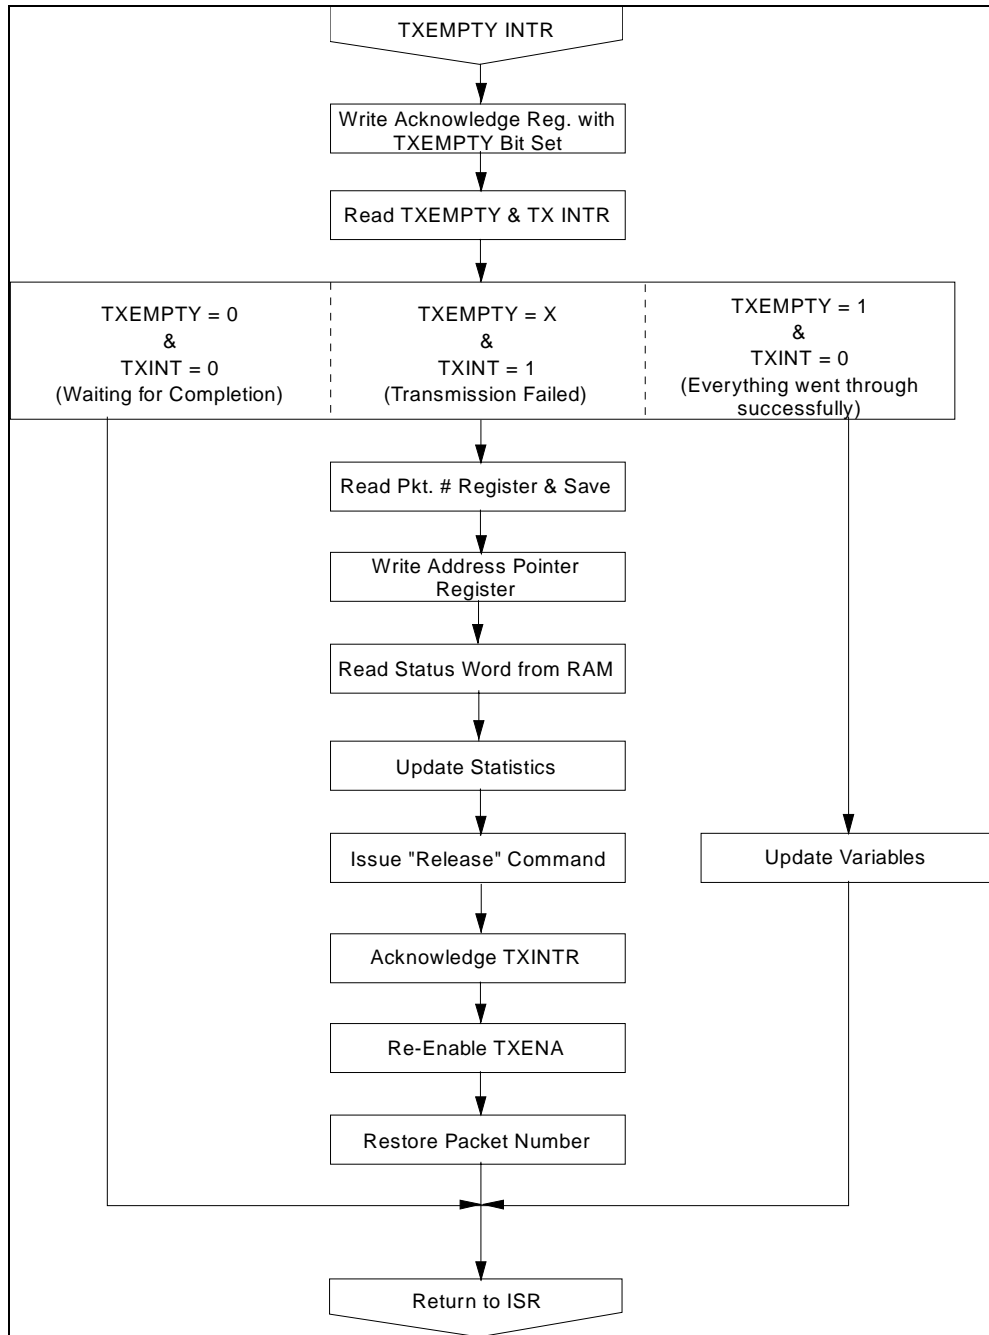 TXEMPTY INTR
Write Acknowledge Reg. with
TXEMPTY Bit Set
Read TXEMPTY & TX INTR
TXEMPTY = 0
&
TXINT = 0
(Waiting for Completion)
TXEMPTY = X
&
TXINT = 1
(Transmission Failed)
TXEMPTY = 1
&
TXINT = 0
(Everything went through
successfully)
Read Pkt. # Register & Save
Write Address Pointer
Register
Read Status Word from RAM
Update Statistics
Issue "Release" Command
Update Variables
Acknowledge TXINTR
Re-Enable TXENA
Restore Packet Number
Return to ISR